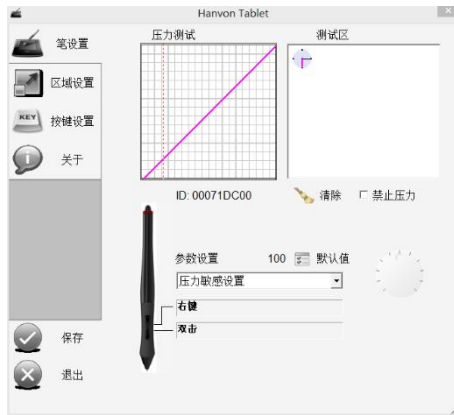 Hanvon Tablet
笔设置
区域设置
KEY
按键设置
关于
保存
退出
压力测试
测试区
ID: 00071DC00
清除
禁止压力
参数设置
100
默认值
压力敏感设置
右键
双击